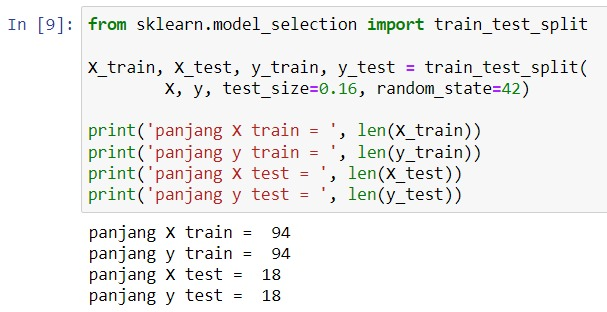 In [9]: from sklearn.model_selection import train_test_split
X_train, X_test, y_train, y_test = train_test_split(
X, y, test_size=0.16, random_state=42)
print('panjang X train = ', len(X_train))
print('panjang y train = ', len(y_train))
print('panjang X test = ', len(X_test))
print('panjang y test = ', len(y_test))
panjang X train =  94
panjang y train =  94
panjang X test =  18
panjang y test =  18